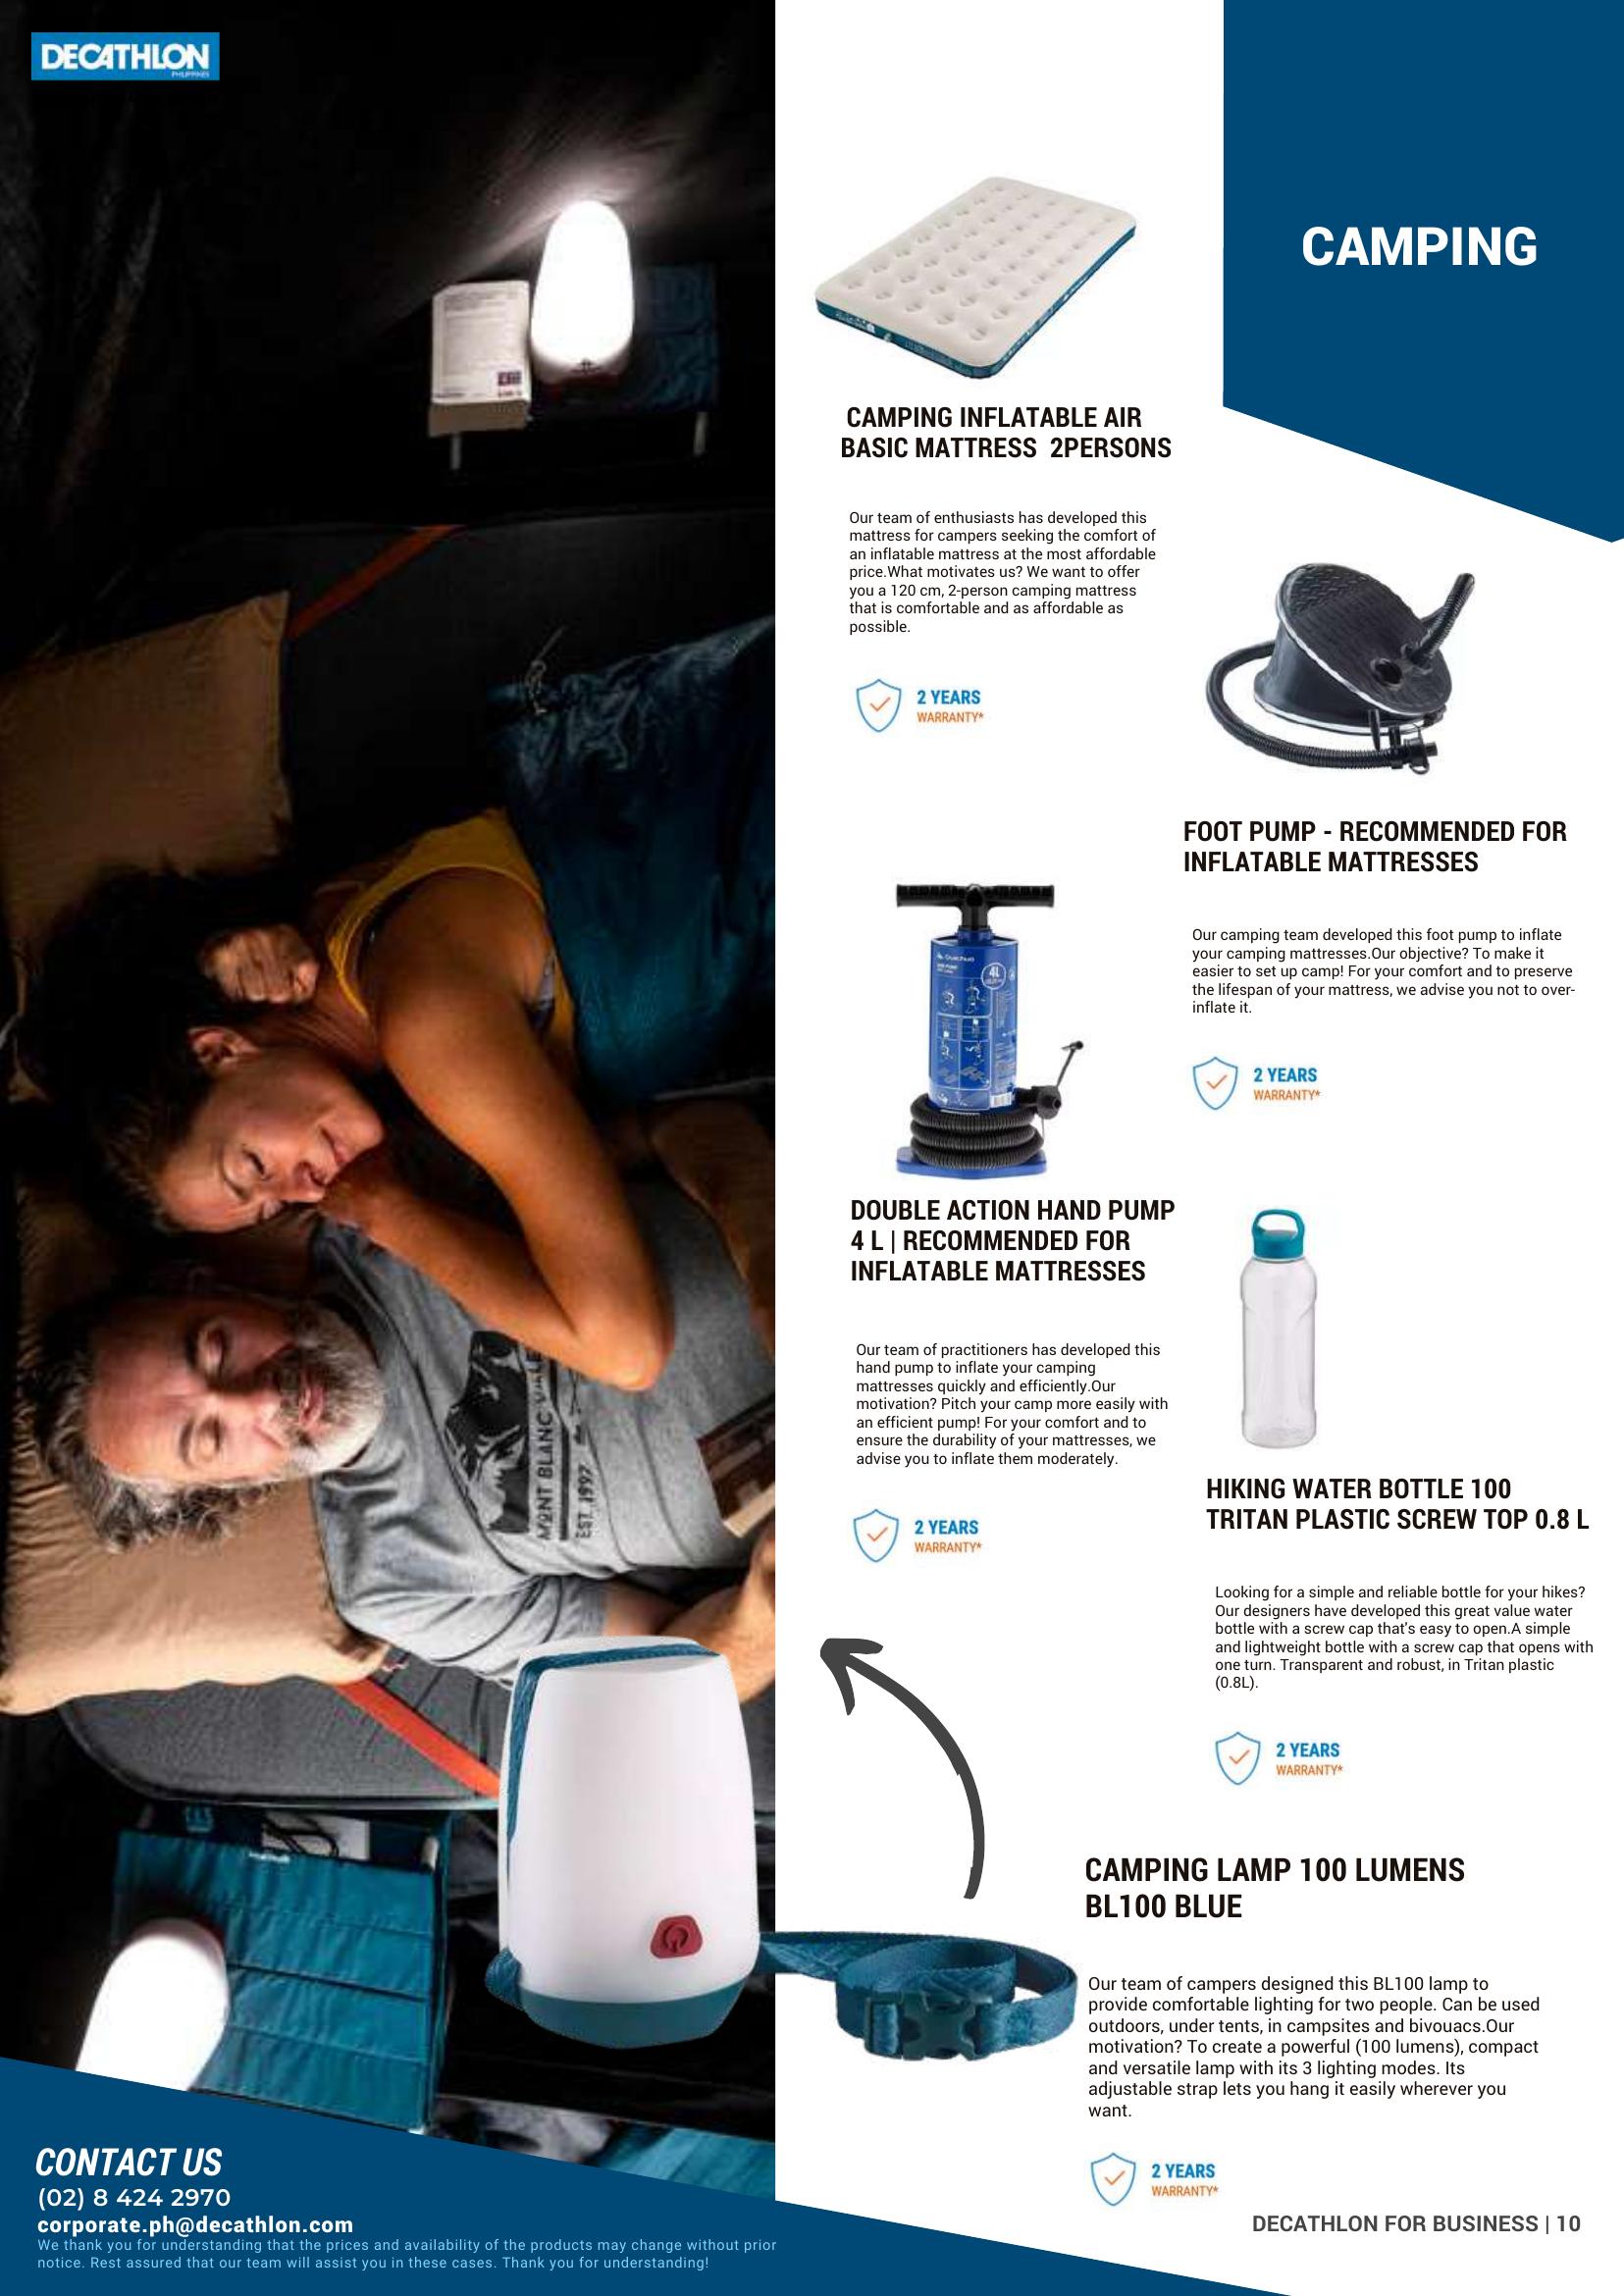 DECATHLON
PHILIPPINES
CAMPING
CAMPING INFLATABLE AIR
BASIC MATTRESS 2PERSONS
Our team of enthusiasts has developed this
mattress for campers seeking the comfort of
an inflatable mattress at the most affordable
price.What motivates us? We want to offer
you a 120 cm, 2-person camping mattress
that is comfortable and as affordable as
possible.
2 YEARS
WARRANTY*
FOOT PUMP - RECOMMENDED FOR
INFLATABLE MATTRESSES
Our camping team developed this foot pump to inflate
your camping mattresses.Our objective? To make it
easier to set up camp! For your comfort and to preserve
the lifespan of your mattress, we advise you not to over-
inflate it.
2 YEARS
WARRANTY*
Quechua
4L
DOUBLE ACTION HAND PUMP
4 L | RECOMMENDED FOR
INFLATABLE MATTRESSES
Our team of practitioners has developed this
hand pump to inflate your camping
mattresses quickly and efficiently.Our
motivation? Pitch your camp more easily with
an efficient pump! For your comfort and to
ensure the durability of your mattresses, we
advise you to inflate them moderately.
2 YEARS
WARRANTY*
HIKING WATER BOTTLE 100
TRITAN PLASTIC SCREW TOP 0.8 L
Looking for a simple and reliable bottle for your hikes?
Our designers have developed this great value water
bottle with a screw cap that's easy to open.A simple
and lightweight bottle with a screw cap that opens with
one turn. Transparent and robust, in Tritan plastic
(0.8L).
2 YEARS
WARRANTY*
MONT BLANC
EST. 1997
CAMPING LAMP 100 LUMENS
BL100 BLUE
Our team of campers designed this BL100 lamp to
provide comfortable lighting for two people. Can be used
outdoors, under tents, in campsites and bivouacs.Our
motivation? To create a powerful (100 lumens), compact
and versatile lamp with its 3 lighting modes. Its
adjustable strap lets you hang it easily wherever you
want.
2 YEARS
WARRANTY*
CONTACT US
(02) 8 424 2970
corporate.ph@decathlon.com
We thank you for understanding that the prices and availability of the products may change without prior
notice. Rest assured that our team will assist you in these cases. Thank you for understanding!
DECATHLON FOR BUSINESS | 10